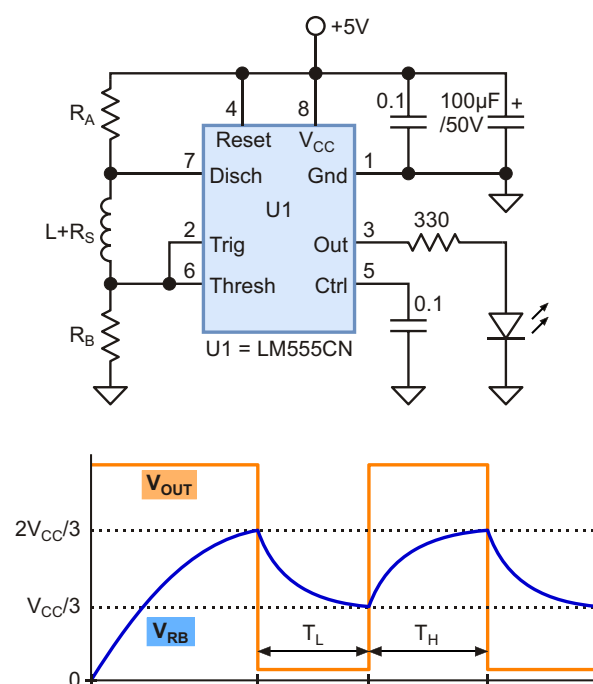 +5V
R_A
4
8
0.1
100µF
/50V
+
Reset
V_CC
7
Disch
Gnd
1
U1
L+R_S
2
Trig
Out
3
330
6
Thresh
Ctrl
5
R_B
0.1
U1 = LM555CN
V_OUT
2V_CC/3
V_CC/3
V_RB
T_L
T_H
0